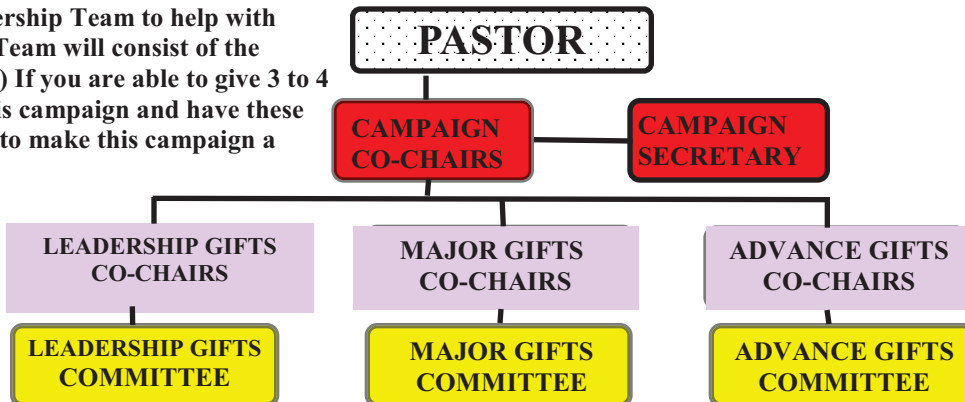 ership Team to help with
Team will consist of the
) If you are able to give 3 to 4
is campaign and have these
to make this campaign a
PASTOR
CAMPAIGN
CO-CHAIRS
CAMPAIGN
SECRETARY
LEADERSHIP GIFTS
CO-CHAIRS
MAJOR GIFTS
CO-CHAIRS
ADVANCE GIFTS
CO-CHAIRS
LEADERSHIP GIFTS
COMMITTEE
MAJOR GIFTS
COMMITTEE
ADVANCE GIFTS
COMMITTEE